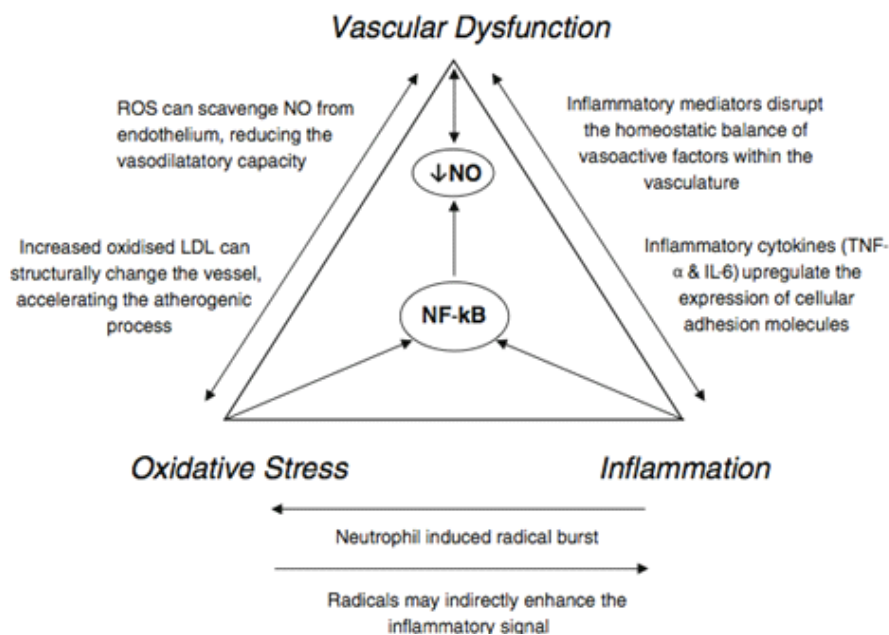 Vascular Dysfunction
ROS can scavenge NO from
endothelium, reducing the
vasodilatatory capacity
Inflammatory mediators disrupt
the homeostatic balance of
vasoactive factors within the
vasculature
↓NO
Increased oxidised LDL can
structurally change the vessel,
accelerating the atherogenic
process
Inflammatory cytokines (TNF-
α & IL-6) upregulate the
expression of cellular
adhesion molecules
NF-kB
Oxidative Stress
Inflammation
Neutrophil induced radical burst
Radicals may indirectly enhance the
inflammatory signal